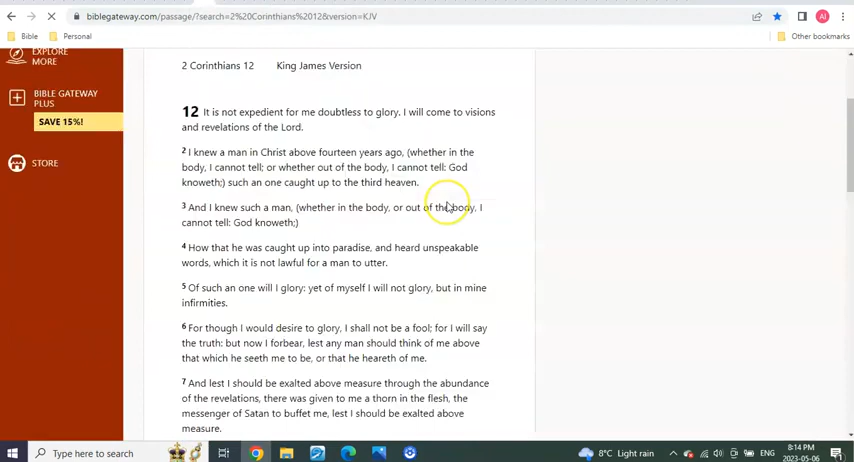 biblegateway.com/passage/?search=2%20Corinthians%2012&version=KJV
AI
Bible
Personal
Other bookmarks
EXPLORE
MORE
BIBLE GATEWAY
PLUS
SAVE 15%!
STORE
2 Corinthians 12 King James Version
12 It is not expedient for me doubtless to glory. I will come to visions
and revelations of the Lord.
2 I knew a man in Christ above fourteen years ago, (whether in the
body, I cannot tell; or whether out of the body, I cannot tell: God
knoweth;) such an one caught up to the third heaven.
3 And I knew such a man, (whether in the body, or out of the body, I
cannot tell: God knoweth;)
4 How that he was caught up into paradise, and heard unspeakable
words, which it is not lawful for a man to utter.
5 Of such an one will I glory: yet of myself I will not glory, but in mine
infirmities.
6 For though I would desire to glory, I shall not be a fool; for I will say
the truth: but now I forbear, lest any man should think of me above
that which he seeth me to be, or that he heareth of me.
7 And lest I should be exalted above measure through the abundance
of the revelations, there was given to me a thorn in the flesh, the
messenger of Satan to buffet me, lest I should be exalted above
measure.
Type here to search
8°C Light rain
ENG
8:14 PM
2023-05-06